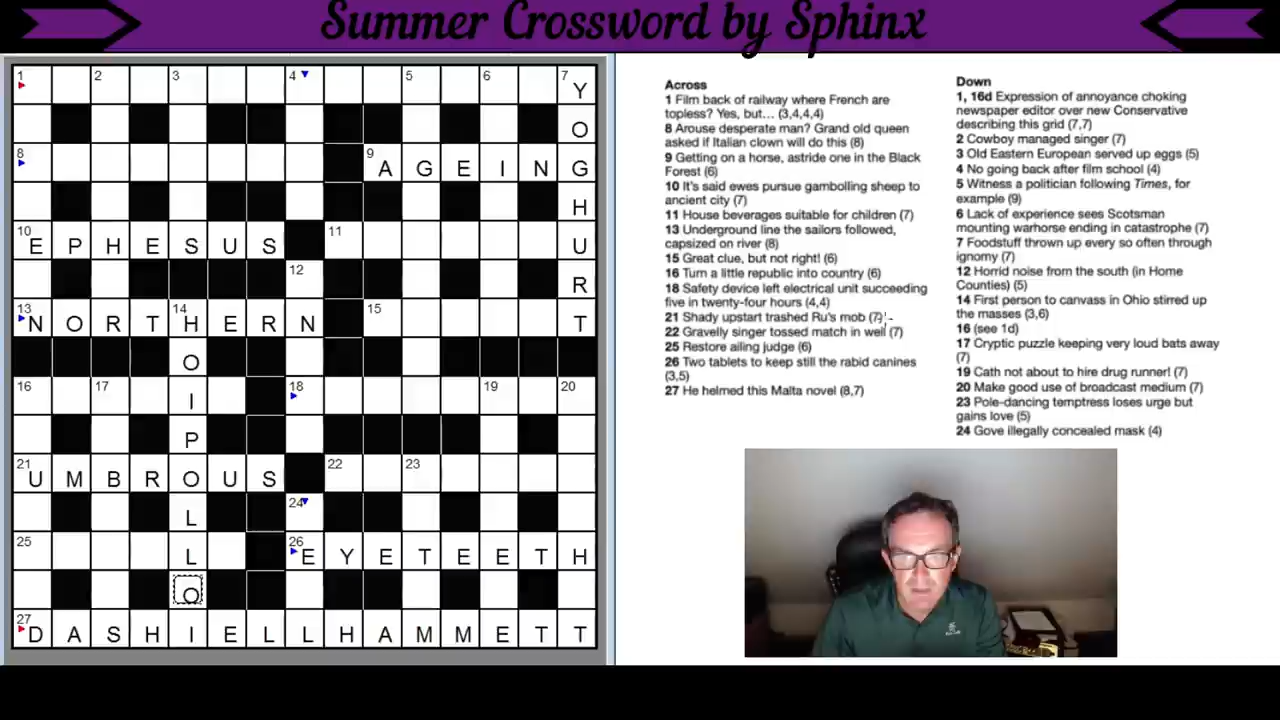 Summer Crossword by Sphinx
1 2 3 4 5 6 7 Y
O
8 9 A G E I N G
H
10 E P H E S U S 11 U
12 R
13 N O R T 14 H E R N 15 T
O
16 17 I 18 19 20
P
21 U M B R O U S 22 23
L 24
25 L 26 E Y E T E E T H
O
27 D A S H I E L L H A M M E T T
Across
1 Film back of railway where French are
topless? Yes, but... (3,4,4,4)
8 Arouse desperate man? Grand old queen
asked if Italian clown will do this (8)
9 Getting on a horse, astride one in the Black
Forest (6)
10 It's said ewes pursue gambolling sheep to
ancient city (7)
11 House beverages suitable for children (7)
13 Underground line the sailors followed,
capsized on river (8)
15 Great clue, but not right! (6)
16 Turn a little republic into country (6)
18 Safety device left electrical unit succeeding
five in twenty-four hours (4,4)
21 Shady upstart trashed Ru's mob (7)
22 Gravelly singer tossed match in well (7)
25 Restore ailing judge (6)
26 Two tablets to keep still the rabid canines
(3,5)
27 He helmed this Malta novel (8,7)
Down
1, 16d Expression of annoyance choking
newspaper editor over new Conservative
describing this grid (7,7)
2 Cowboy managed singer (7)
3 Old Eastern European served up eggs (5)
4 No going back after film school (4)
5 Witness a politician following Times, for
example (9)
6 Lack of experience sees Scotsman
mounting warhorse ending in catastrophe (7)
7 Foodstuff thrown up every so often through
ignomy (7)
12 Horrid noise from the south (in Home
Counties) (5)
14 First person to canvass in Ohio stirred up
the masses (3,6)
16 (see 1d)
17 Cryptic puzzle keeping very loud bats away
(7)
19 Cath not about to hire drug runner! (7)
20 Make good use of broadcast medium (7)
23 Pole-dancing temptress loses urge but
gains love (5)
24 Gove illegally concealed mask (4)